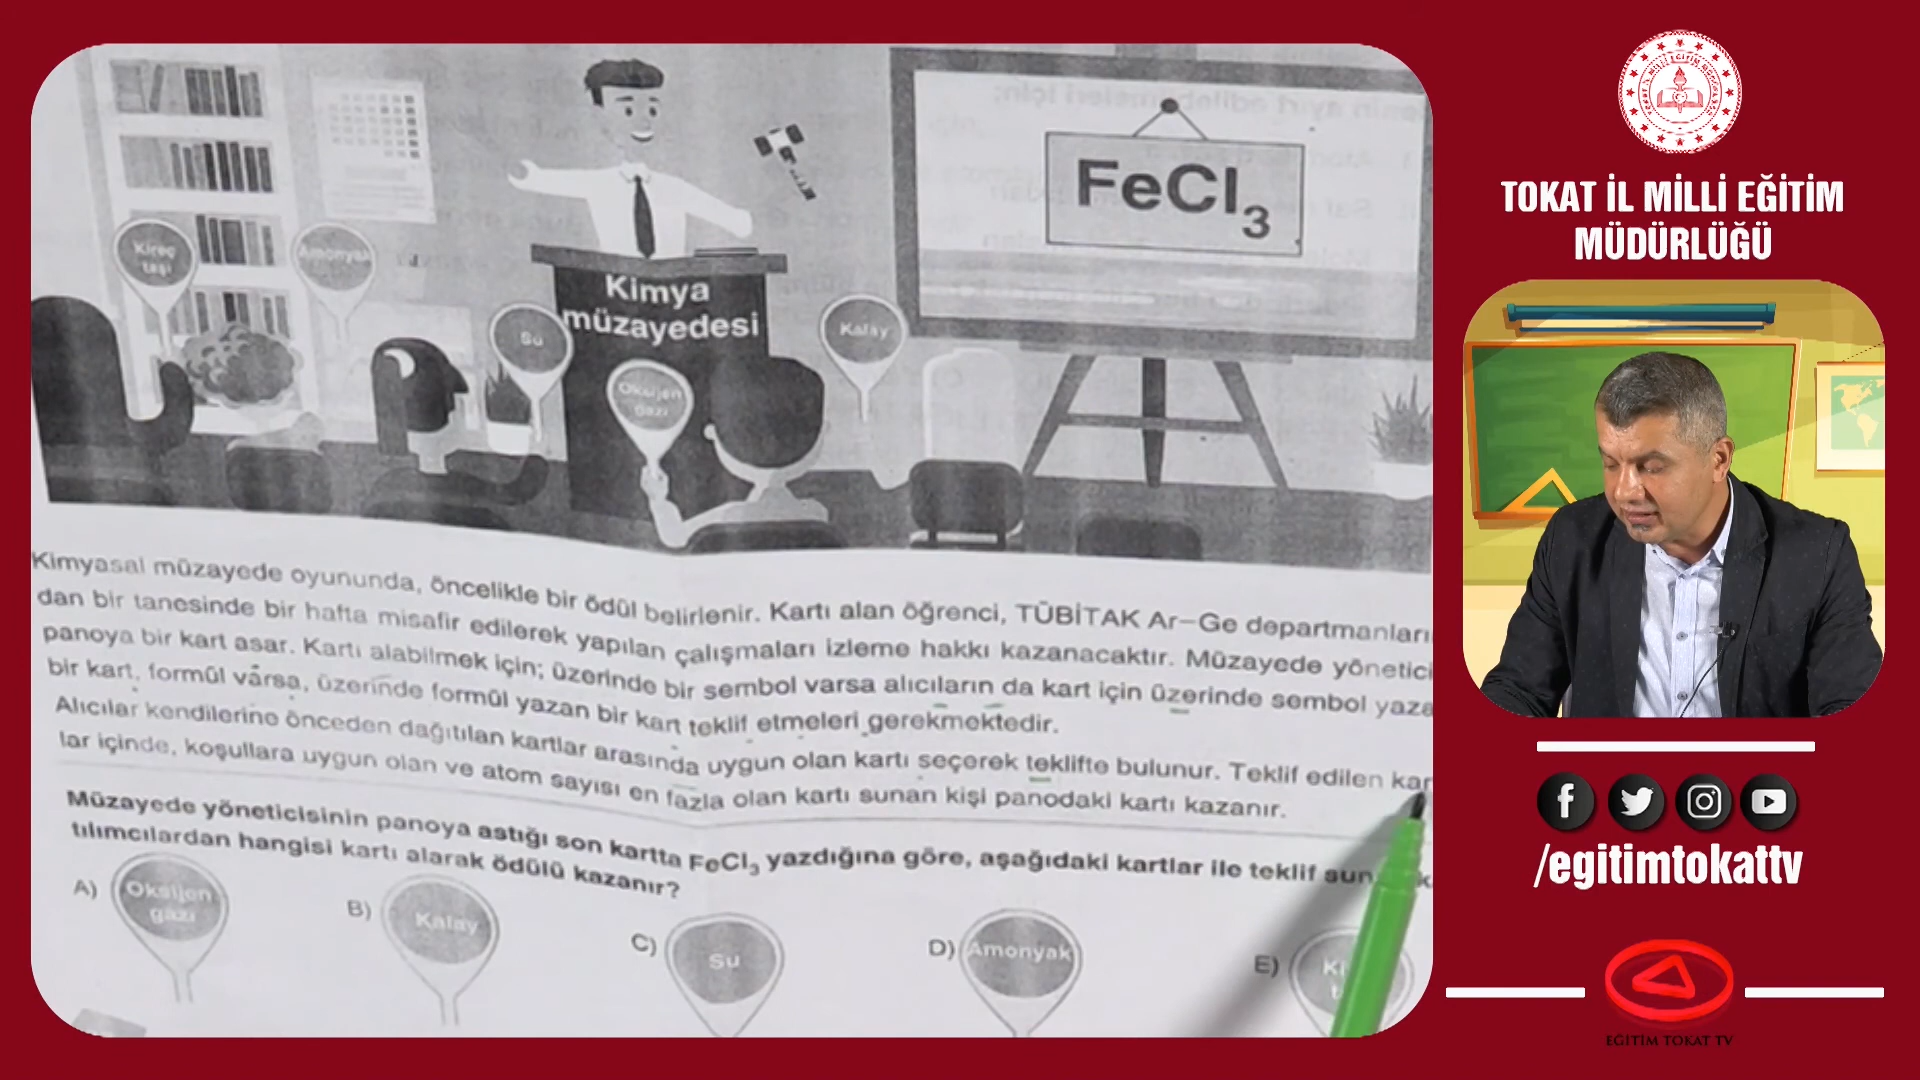 FeCl3
Kireç
taşı
Amonyak
Su
Kimya
müzayedesi
Kalay
Oksijen
gazı
Kimyasal müzayede oyununda, öncelikle bir ödül belirlenir. Kartı alan öğrenci, TÜBİTAK Ar-Ge departmanları
dan bir tanesinde bir hafta misafir edilerek yapılan çalışmaları izleme hakkı kazanacaktır. Müzayede yönetici
panoya bir kart asar. Kartı alabilmek için; üzerinde bir sembol varsa alıcıların da kart için üzerinde sembol yaza
bir kart, formûl varsa, üzerinde formûl yazan bir kart teklif etmeleri gerekmektedir.
Alıcılar kendilerine önceden dağıtılan kartlar arasında uygun olan kartı seçerek teklifte bulunur. Teklif edilen kar
lar içinde, koşullara uygun olan ve atom sayısı en fazla olan kartı sunan kişi panodaki kartı kazanır.
Müzayede yöneticisinin panoya astığı son kartta FeCl3 yazdığına göre, aşağıdaki kartlar ile teklif sun
tılımcılardan hangisi kartı alarak ödülü kazanır?
A) Oksijen
gazı
B) Kalay
C) Su
D) Amonyak
E)
TOKAT İL MİLLİ EĞİTİM
MÜDÜRLÜĞÜ
/egitimtokattv
EĞİTİM TOKAT TV